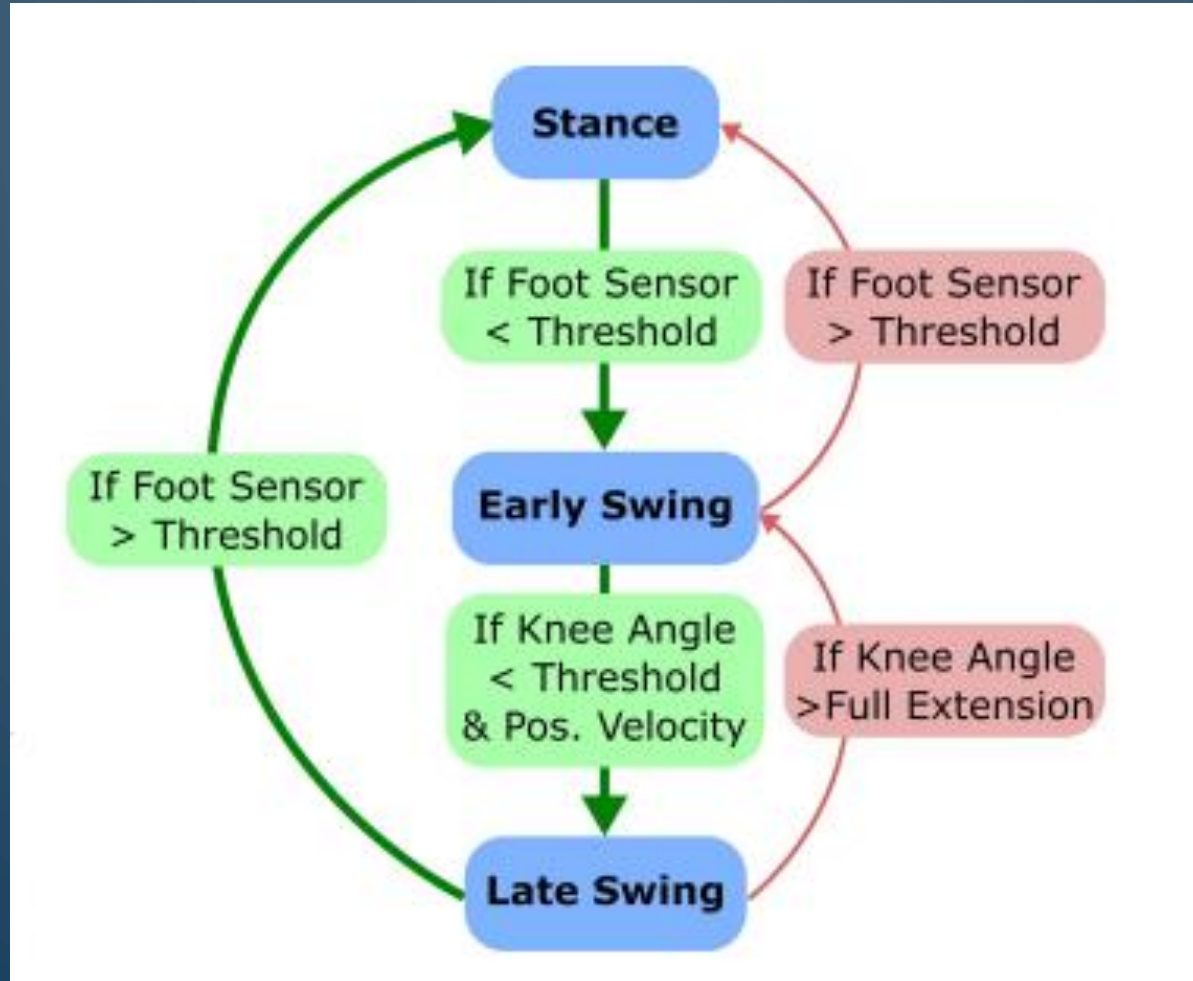 Stance
If Foot Sensor
< Threshold
If Foot Sensor
> Threshold
If Foot Sensor
> Threshold
Early Swing
If Knee Angle
< Threshold
& Pos. Velocity
If Knee Angle
>Full Extension
Late Swing